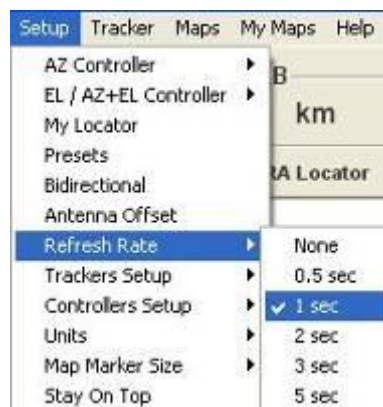 Setup Tracker Maps My Maps Help
AZ Controller
B
EL / AZ+EL Controller
km
My Locator
Presets
RA Locator
Bidirectional
Antenna Offset
Refresh Rate
None
Trackers Setup
0.5 sec
Controllers Setup
1 sec
Units
2 sec
Map Marker Size
3 sec
Stay On Top
5 sec